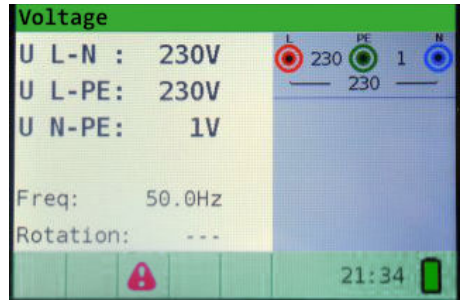 Voltage
L PE N
230 1
230
U L-N : 230V
U L-PE: 230V
U N-PE: 1V
Freq: 50.0Hz
Rotation: ---
21:34